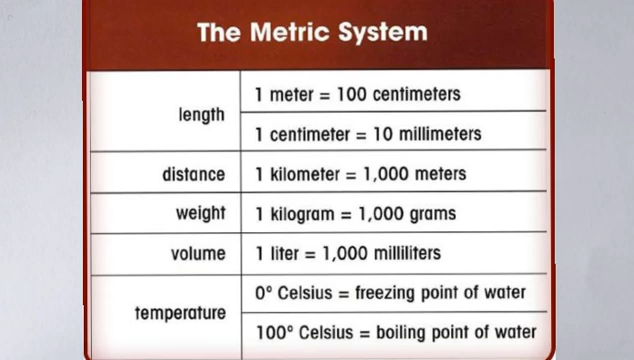 The Metric System
length
1 meter = 100 centimeters
1 centimeter = 10 millimeters
distance
1 kilometer = 1,000 meters
weight
1 kilogram = 1,000 grams
volume
1 liter = 1,000 milliliters
temperature
0° Celsius = freezing point of water
100° Celsius = boiling point of water